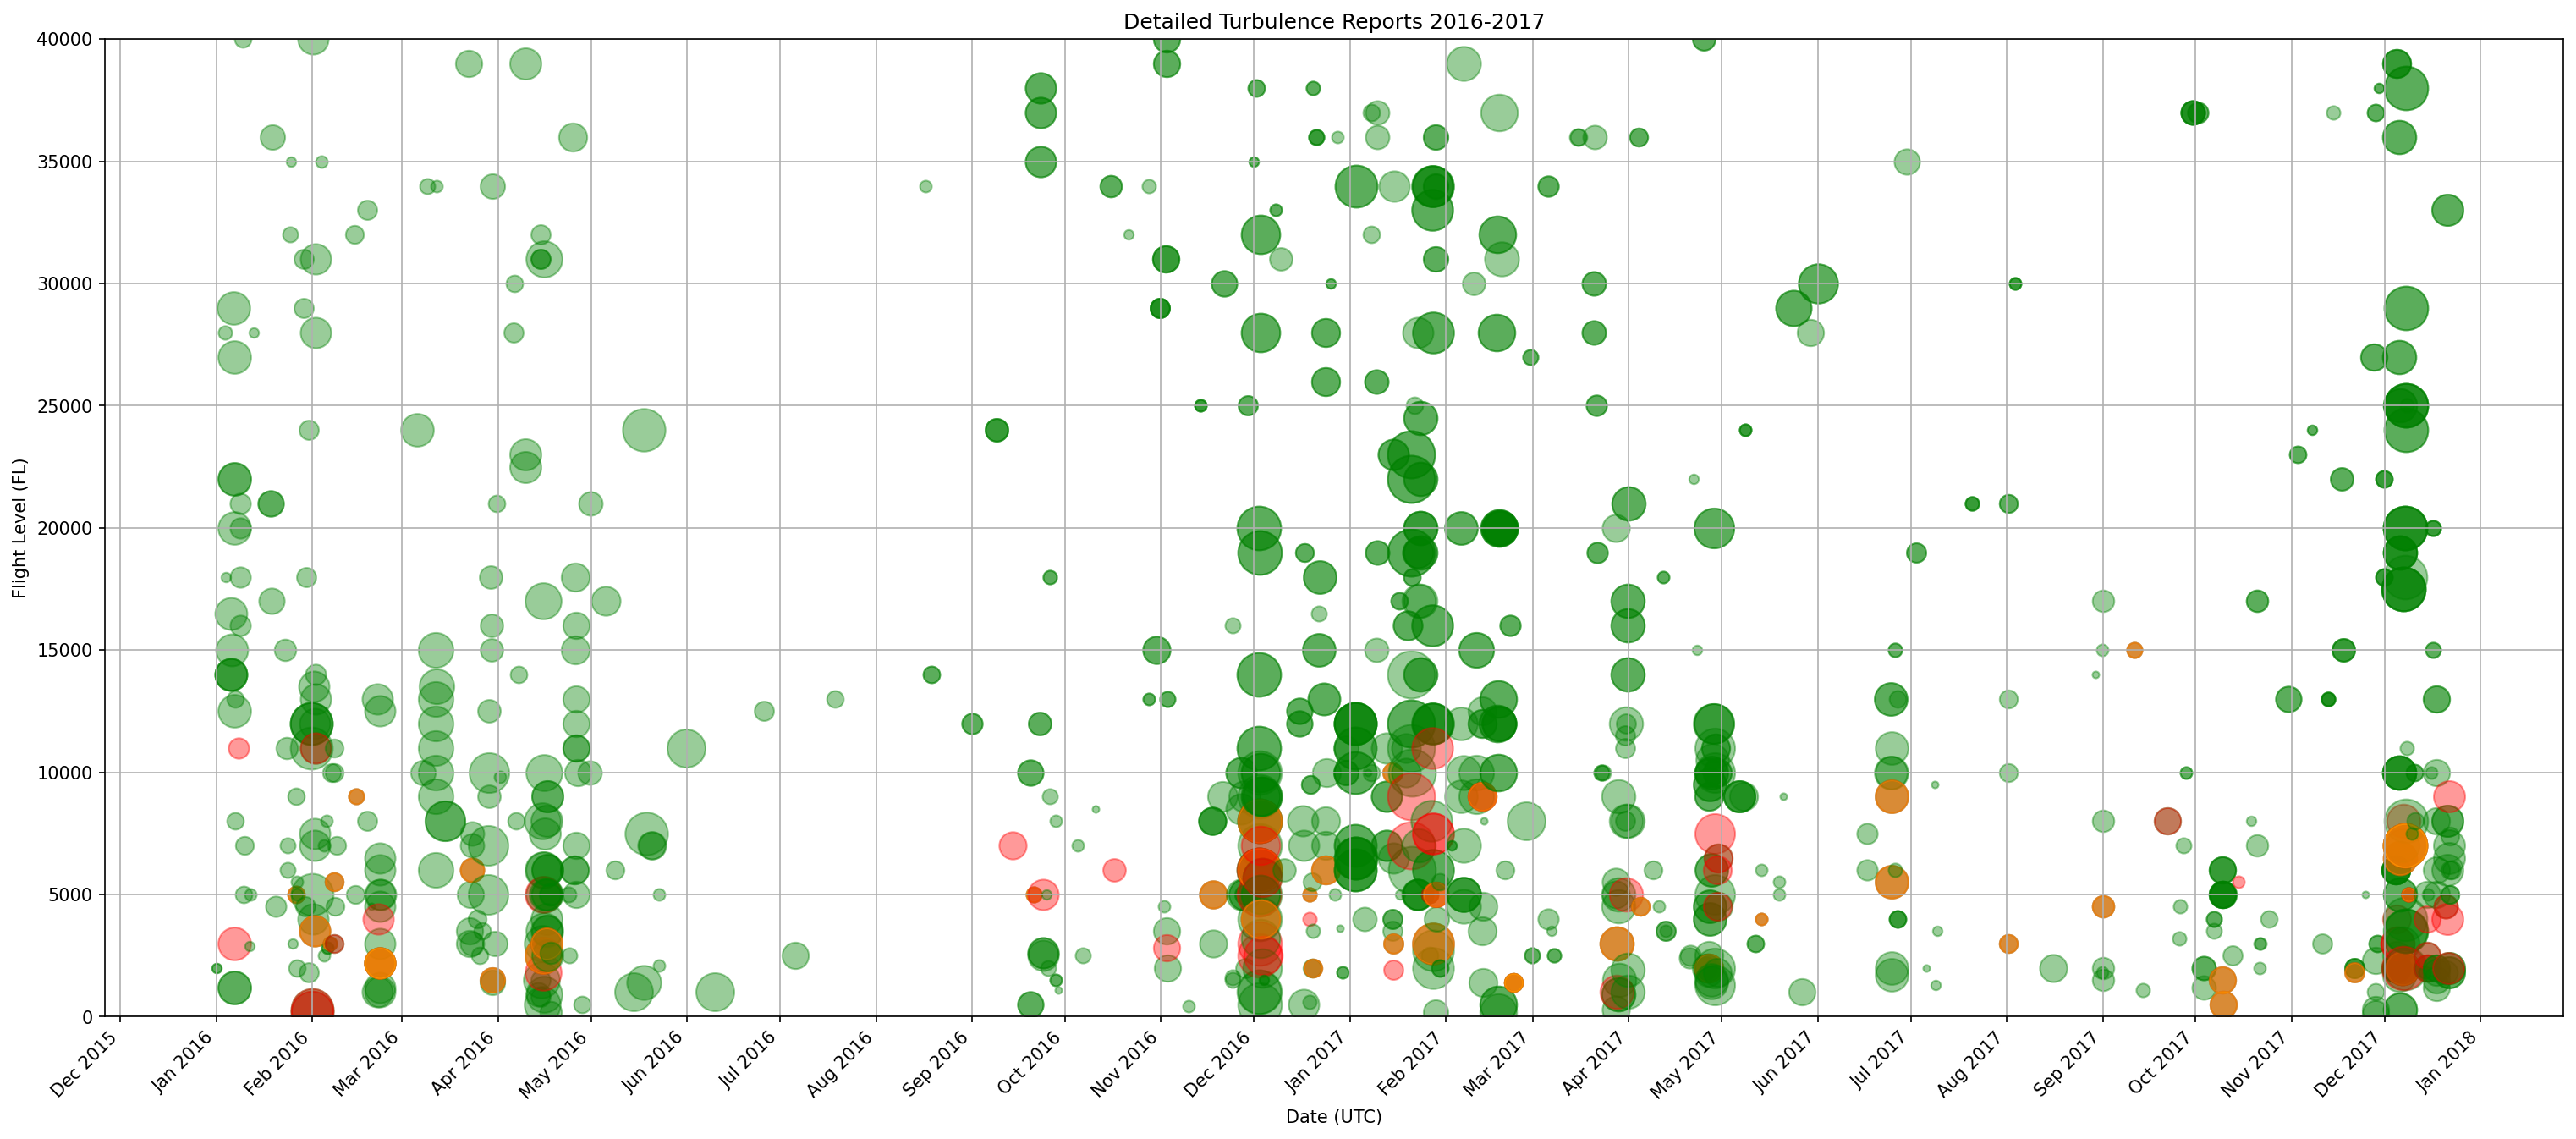 Detailed Turbulence Reports 2016-2017
Flight Level (FL)
40000
35000
30000
25000
20000
15000
10000
5000
0
Dec 2015
Jan 2016
Feb 2016
Mar 2016
Apr 2016
May 2016
Jun 2016
Jul 2016
Aug 2016
Sep 2016
Oct 2016
Nov 2016
Dec 2016
Jan 2017
Feb 2017
Mar 2017
Apr 2017
May 2017
Jun 2017
Jul 2017
Aug 2017
Sep 2017
Oct 2017
Nov 2017
Dec 2017
Jan 2018
Date (UTC)